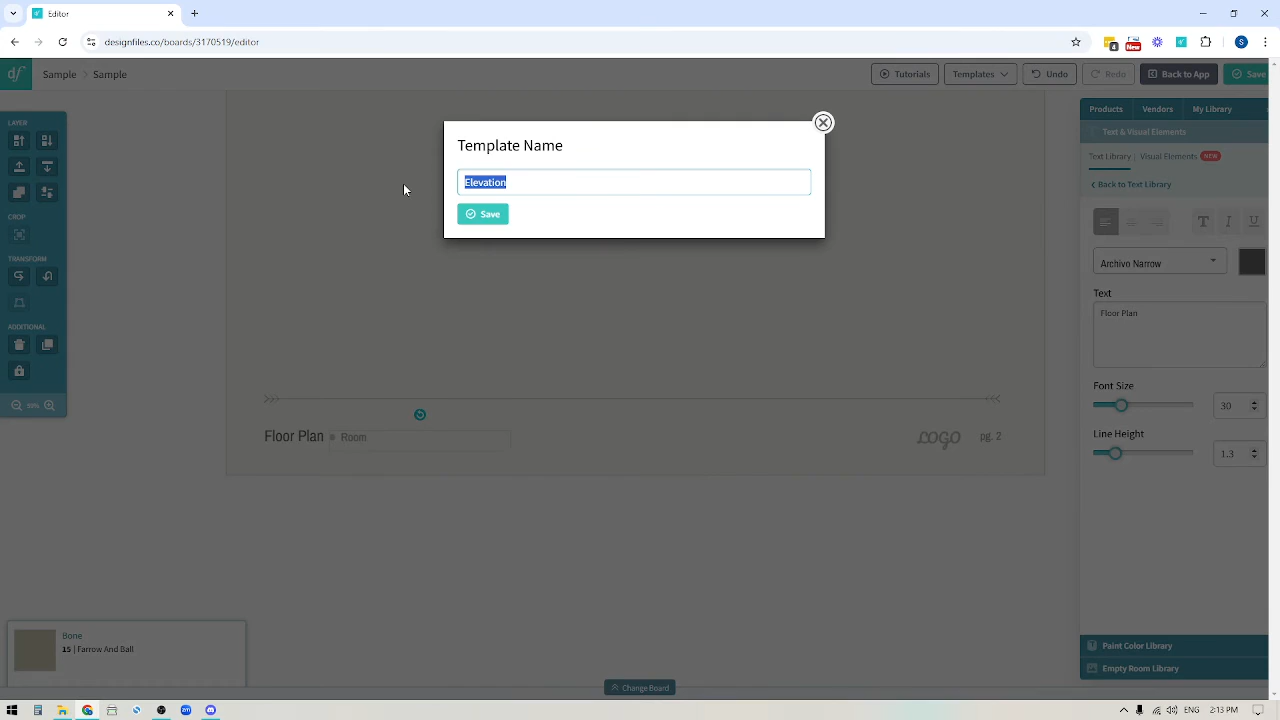 Editor
designfiles.co/boards/3170519/editor
4
New
S
df
Sample
Sample
Tutorials
Templates
Undo
Redo
Back to App
Save
LAYER
CROP
TRANSFORM
ADDITIONAL
Template Name
Elevation
Save
Floor Plan
Room
LOGO
pg. 2
Products
Vendors
My Library
Text & Visual Elements
Text Library
Visual Elements
NEW
Back to Text Library
T
I
U
Archivo Narrow
Text
Floor Plan
Font Size
30
Line Height
1.3
Paint Color Library
Empty Room Library
Bone
15 | Farrow And Ball
Change Board
ENG
2:13 PM